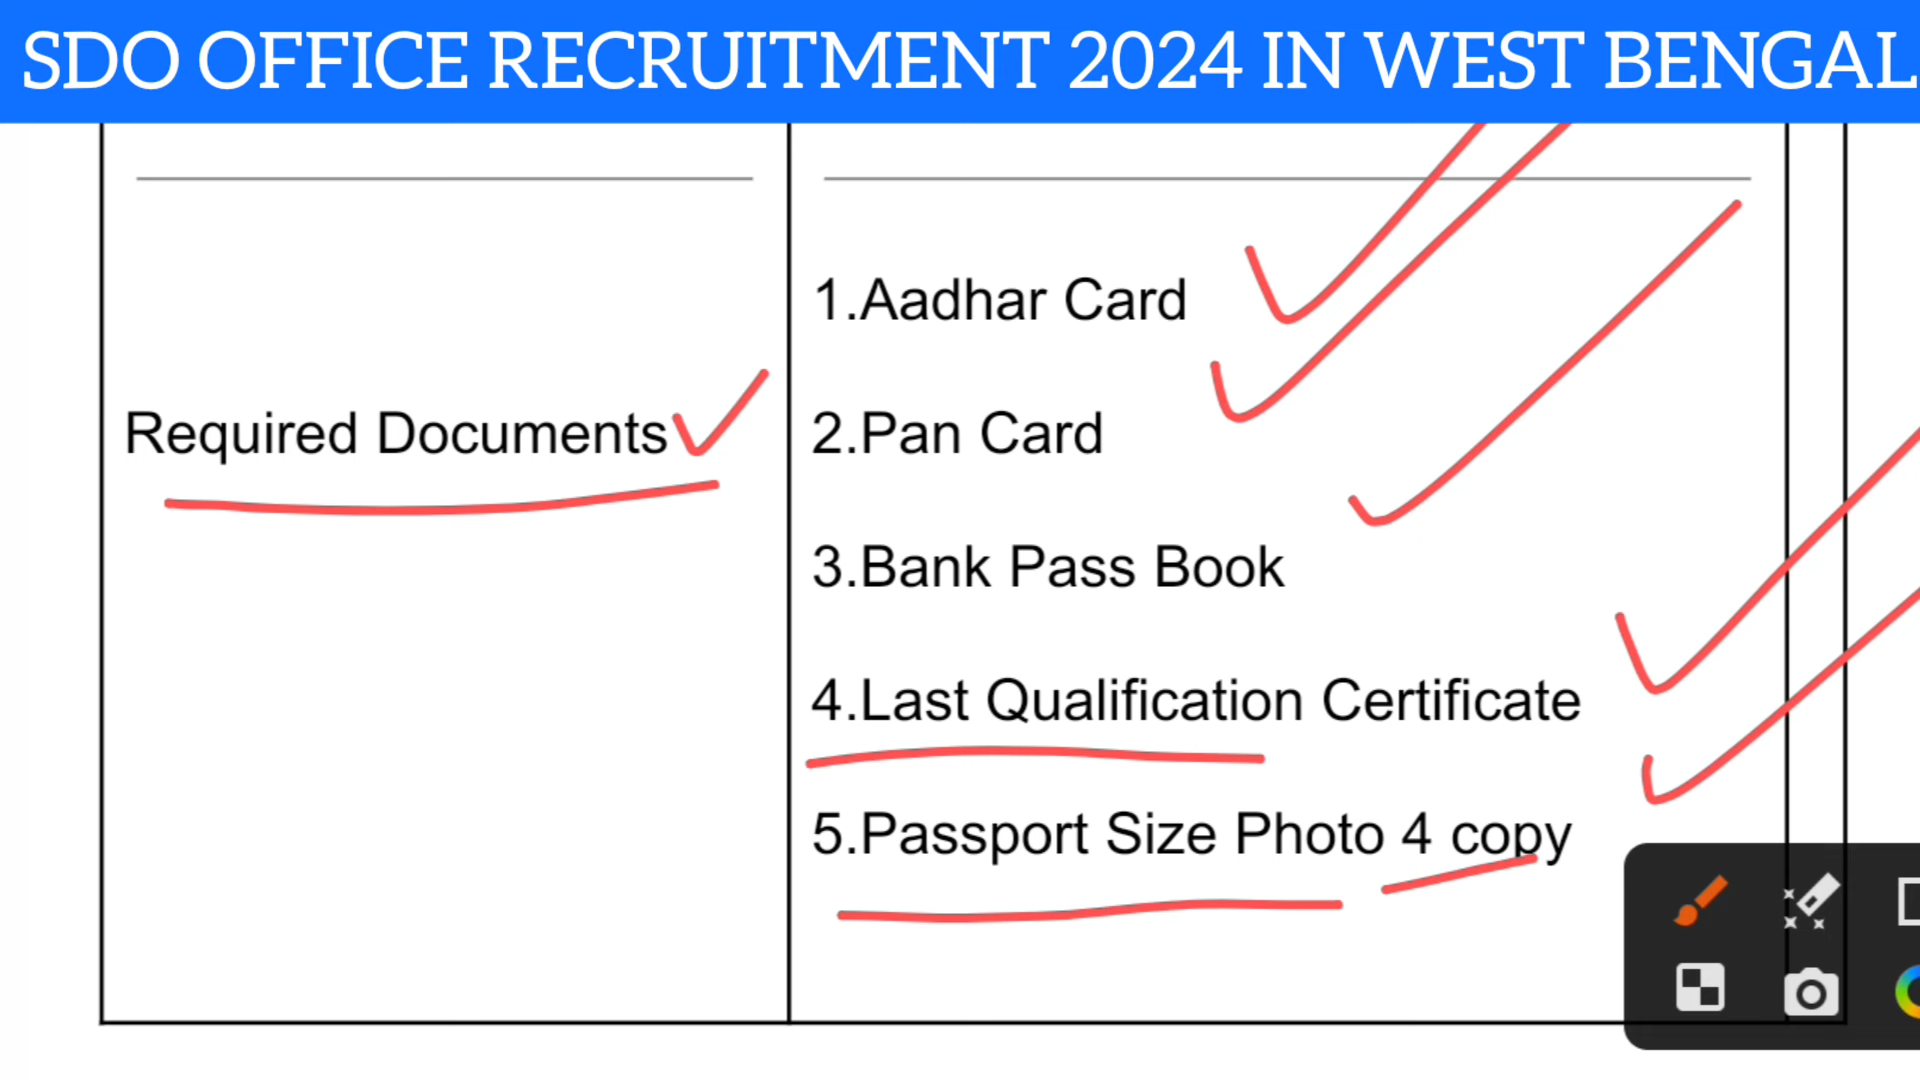 SDO OFFICE RECRUITMENT 2024 IN WEST BENGAL
Required Documents
1.Aadhar Card
2.Pan Card
3.Bank Pass Book
4.Last Qualification Certificate
5.Passport Size Photo 4 copy